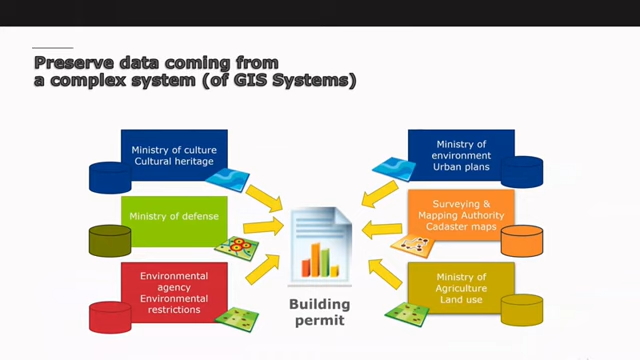 Preserve data coming from
a complex system (of GIS Systems)
Ministry of culture
Cultural heritage
Ministry of defense
Environmental
agency
Environmental
restrictions
Building
permit
Ministry of
environment
Urban plans
Surveying &
Mapping Authority
Cadaster maps
Ministry of
Agriculture
Land use